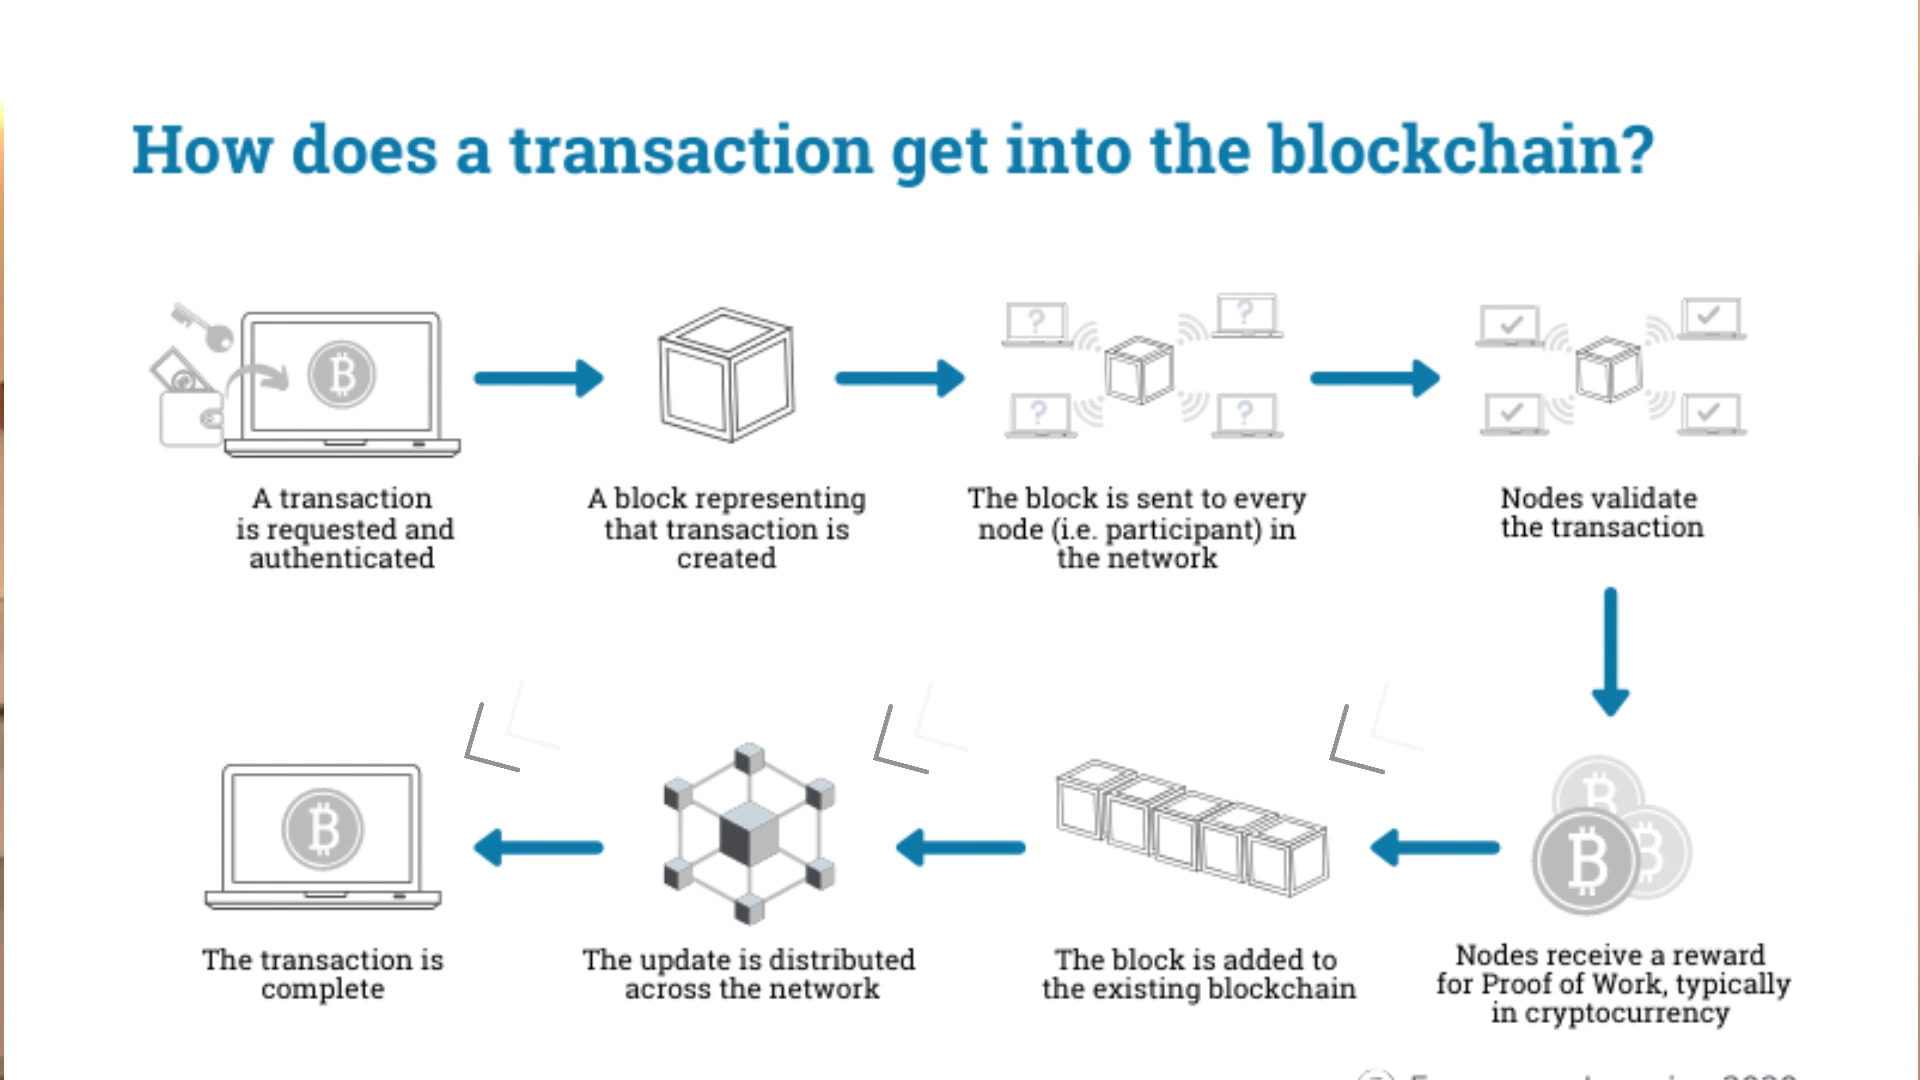 How does a transaction get into the blockchain?
A transaction
is requested and
authenticated
A block representing
that transaction is
created
The block is sent to every
node (i.e. participant) in
the network
Nodes validate
the transaction
The transaction is
complete
The update is distributed
across the network
The block is added to
the existing blockchain
Nodes receive a reward
for Proof of Work, typically
in cryptocurrency